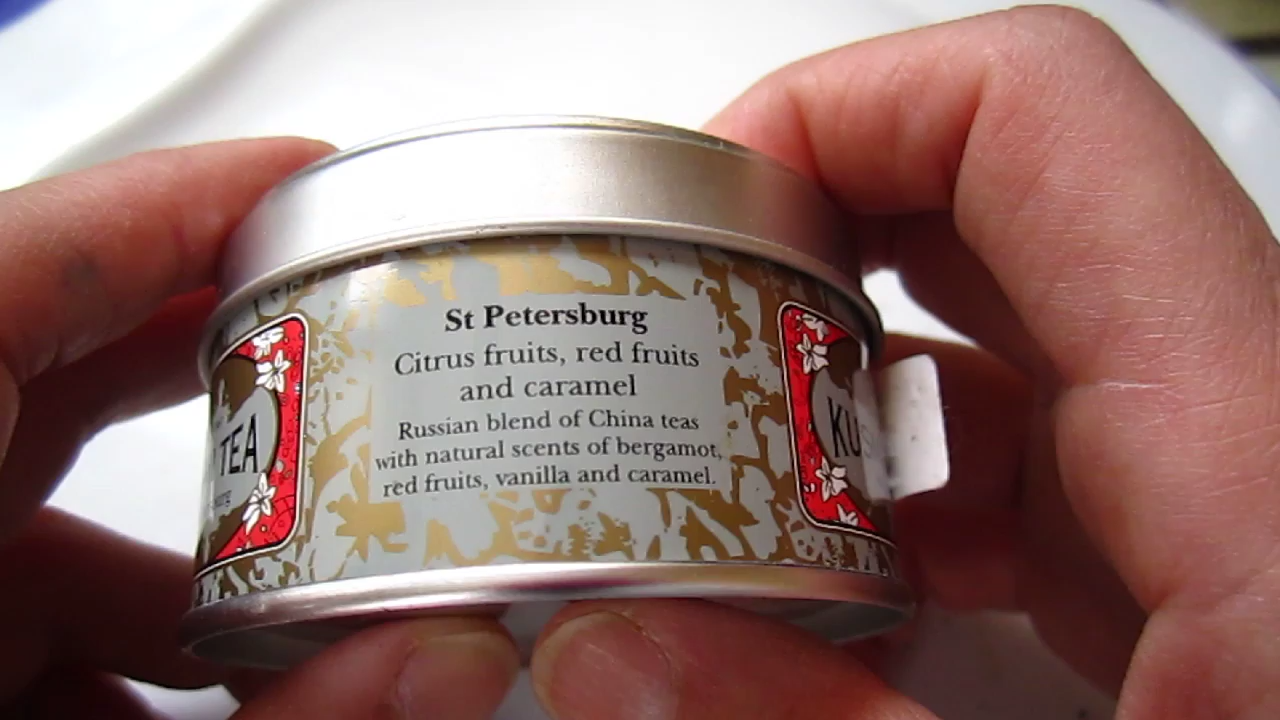 St Petersburg
Citrus fruits, red fruits
and caramel
Russian blend of China teas
with natural scents of bergamot,
red fruits, vanilla and caramel.
TEA
KUS